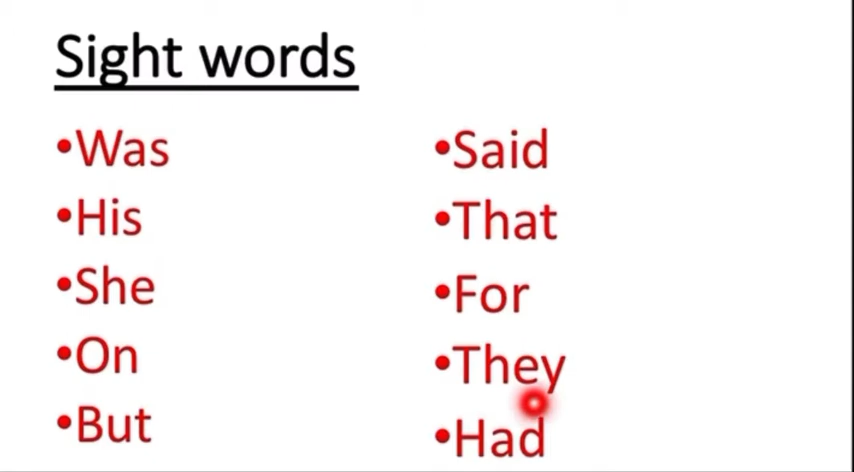 Sight words
•Was
•His
•She
•On
•But
•Said
•That
•For
•They
•Had